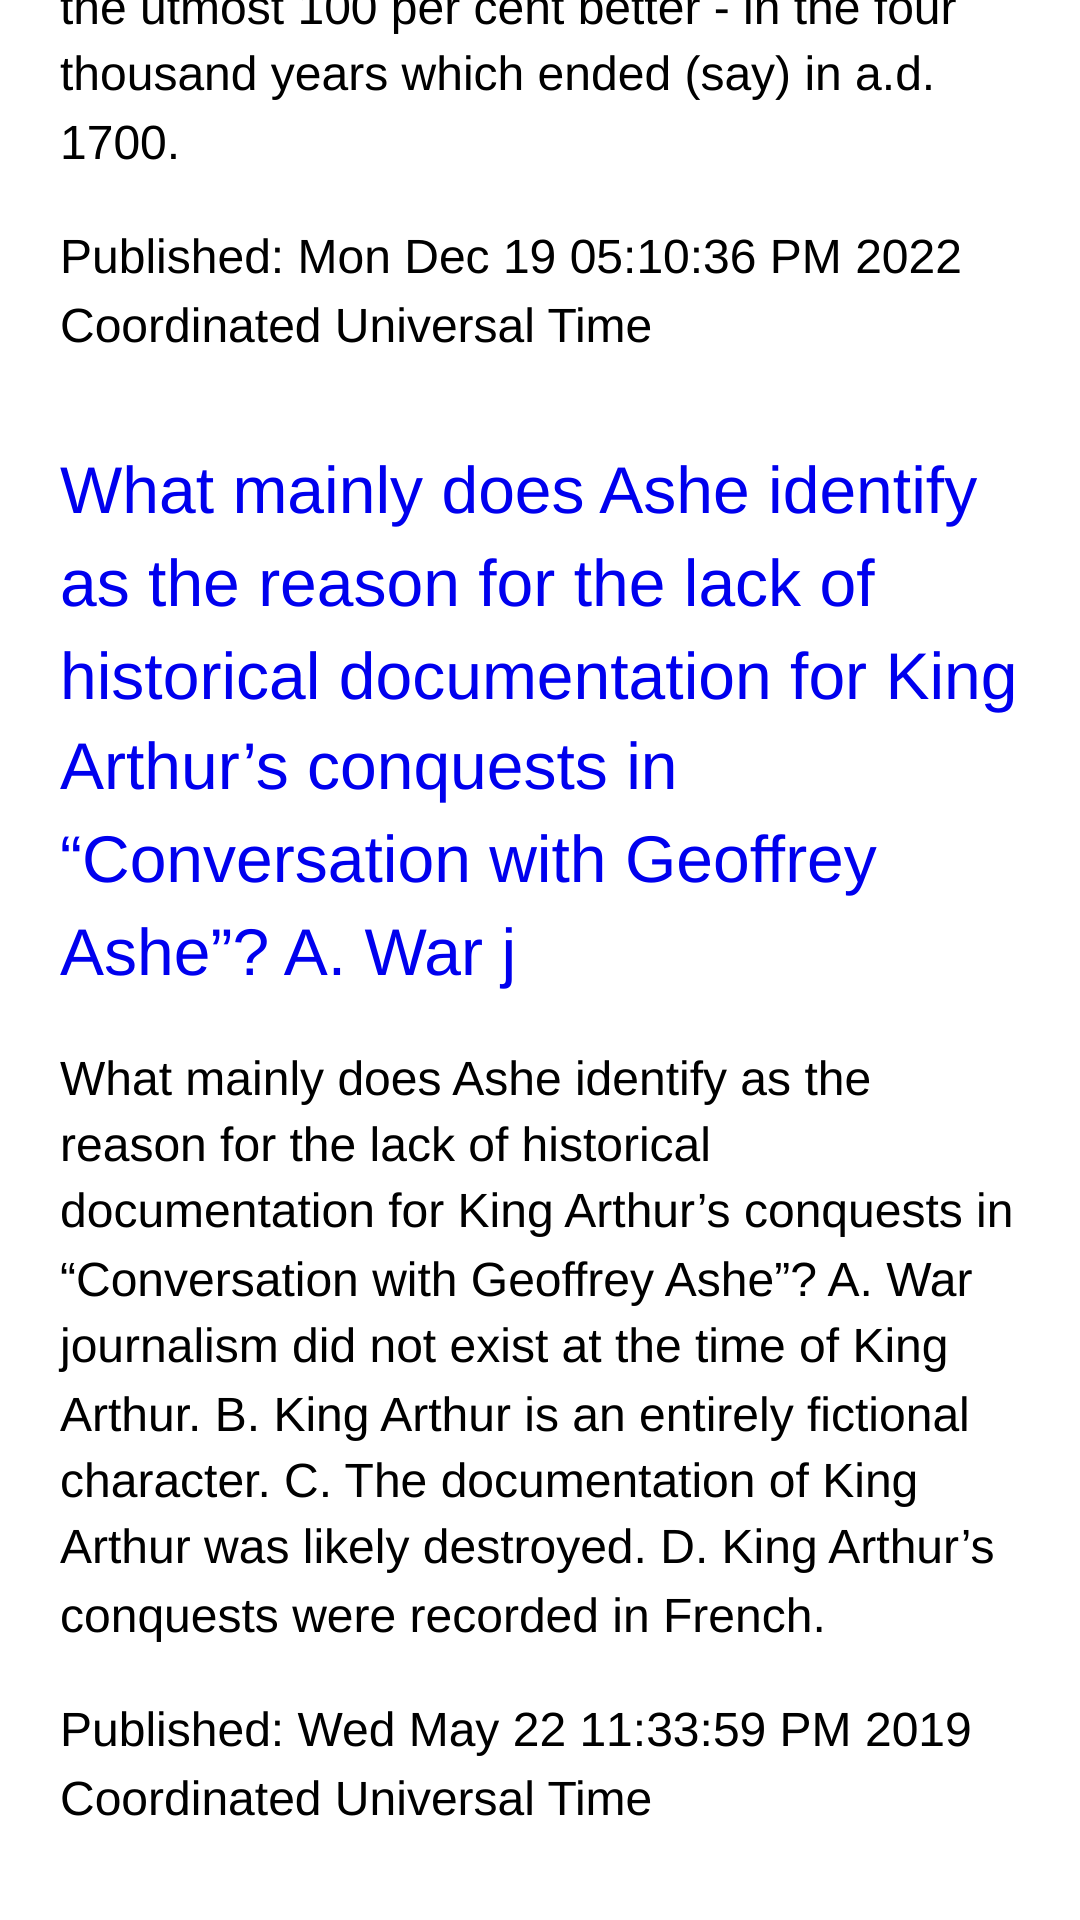 the utmost 100 per cent better - in the four
thousand years which ended (say) in a.d.
1700.
Published: Mon Dec 19 05:10:36 PM 2022
Coordinated Universal Time
What mainly does Ashe identify
as the reason for the lack of
historical documentation for King
Arthur’s conquests in
“Conversation with Geoffrey
Ashe”? A. War j
What mainly does Ashe identify as the
reason for the lack of historical
documentation for King Arthur’s conquests in
“Conversation with Geoffrey Ashe”? A. War
journalism did not exist at the time of King
Arthur. B. King Arthur is an entirely fictional
character. C. The documentation of King
Arthur was likely destroyed. D. King Arthur’s
conquests were recorded in French.
Published: Wed May 22 11:33:59 PM 2019
Coordinated Universal Time